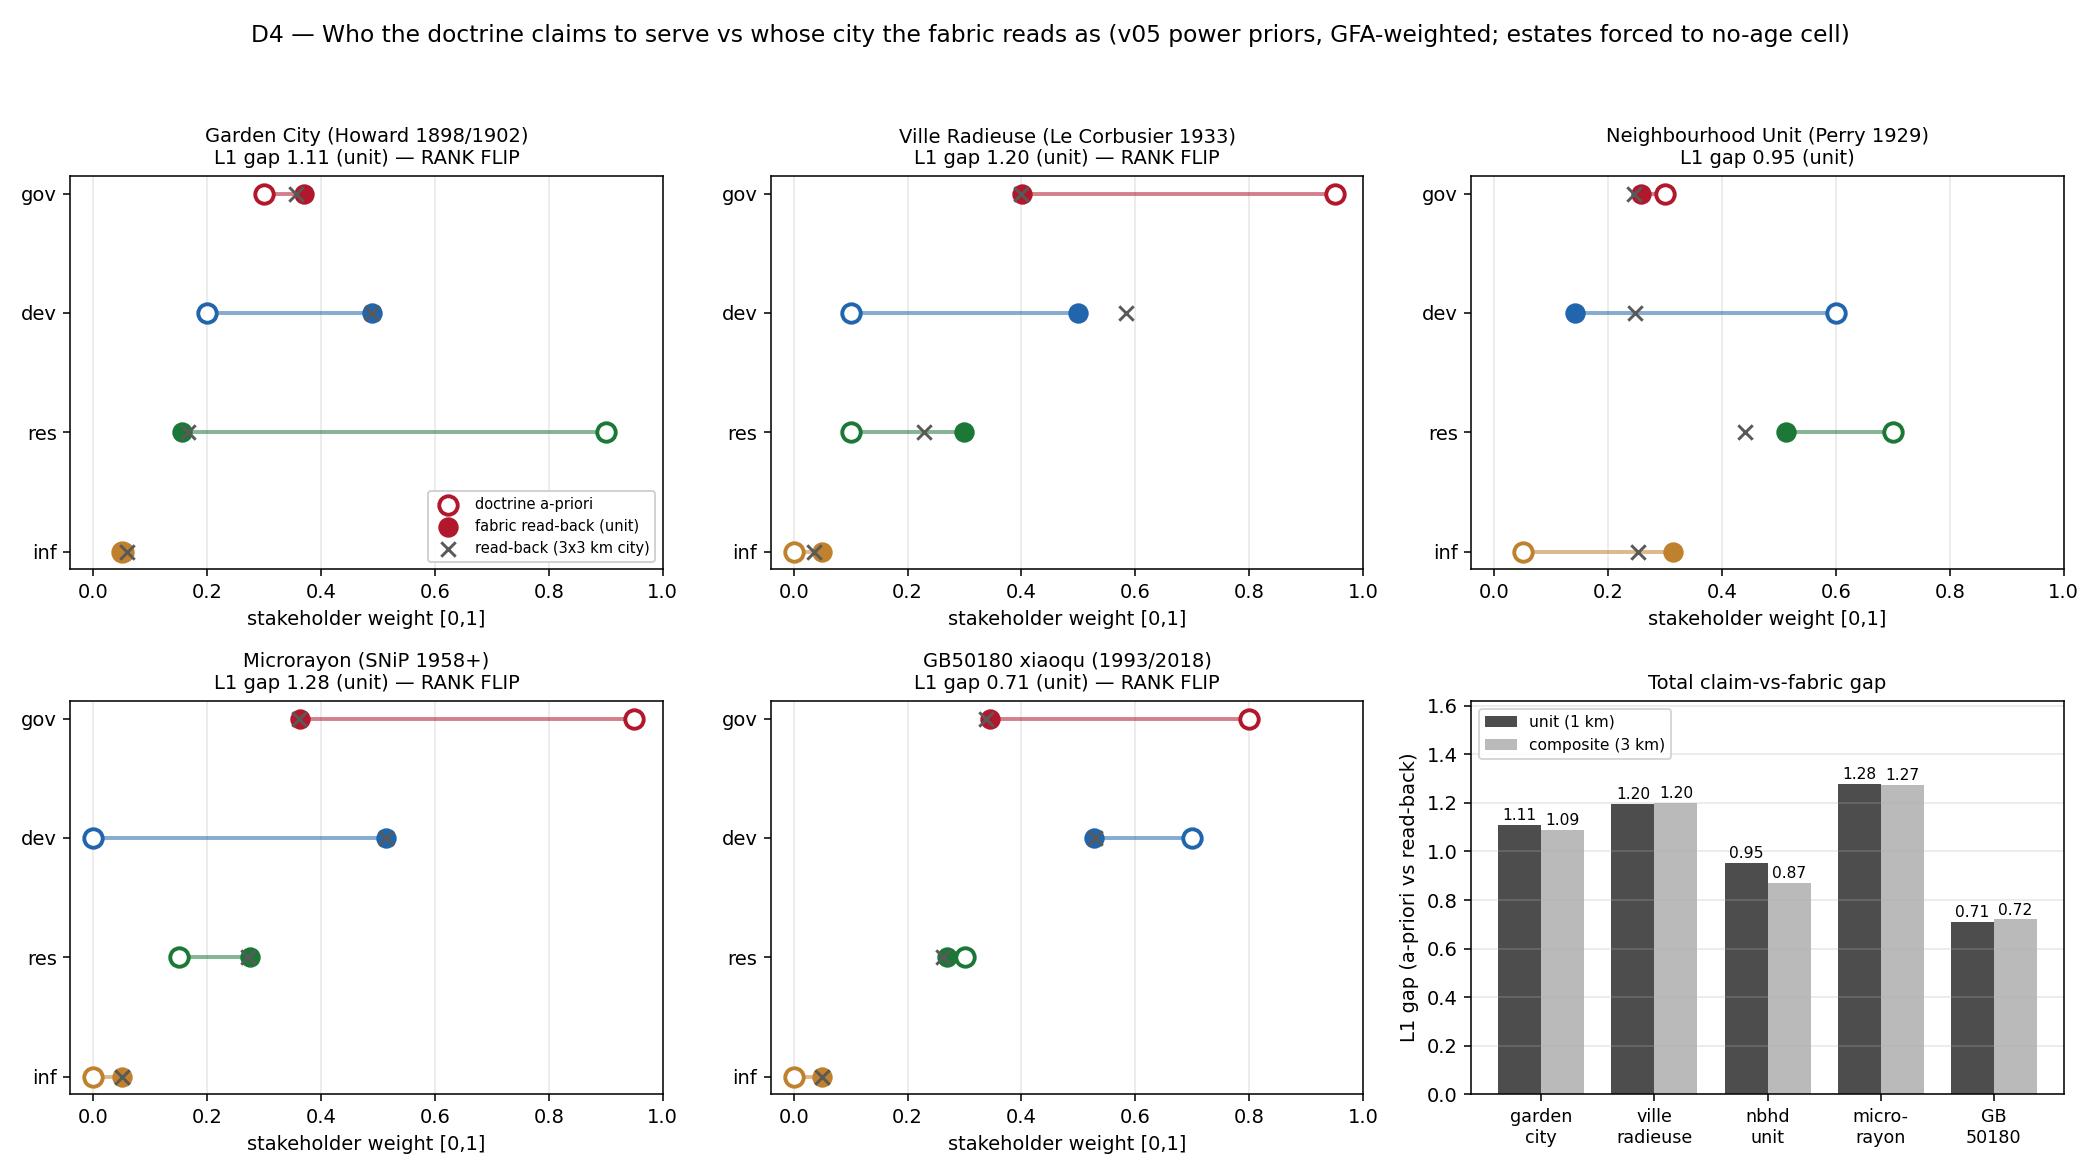 D4 — Who the doctrine claims to serve vs whose city the fabric reads as (v05 power priors, GFA-weighted; estates forced to no-age cell)
Garden City (Howard 1898/1902)
L1 gap 1.11 (unit) — RANK FLIP
gov
dev
res
inf
doctrine a-priori
fabric read-back (unit)
read-back (3x3 km city)
0.0 0.2 0.4 0.6 0.8 1.0
stakeholder weight [0,1]
Ville Radieuse (Le Corbusier 1933)
L1 gap 1.20 (unit) — RANK FLIP
gov
dev
res
inf
0.0 0.2 0.4 0.6 0.8 1.0
stakeholder weight [0,1]
Neighbourhood Unit (Perry 1929)
L1 gap 0.95 (unit)
gov
dev
res
inf
0.0 0.2 0.4 0.6 0.8 1.0
stakeholder weight [0,1]
Microrayon (SNiP 1958+)
L1 gap 1.28 (unit) — RANK FLIP
gov
dev
res
inf
0.0 0.2 0.4 0.6 0.8 1.0
stakeholder weight [0,1]
GB50180 xiaoqu (1993/2018)
L1 gap 0.71 (unit) — RANK FLIP
gov
dev
res
inf
0.0 0.2 0.4 0.6 0.8 1.0
stakeholder weight [0,1]
Total claim-vs-fabric gap
L1 gap (a-priori vs read-back)
1.6
1.4
1.2
1.0
0.8
0.6
0.4
0.2
0.0
unit (1 km)
composite (3 km)
1.11 1.09
1.20 1.20
0.95 0.87
1.28 1.27
0.71 0.72
garden
city
ville
radieuse
nbhd
unit
micro-
rayon
GB
50180